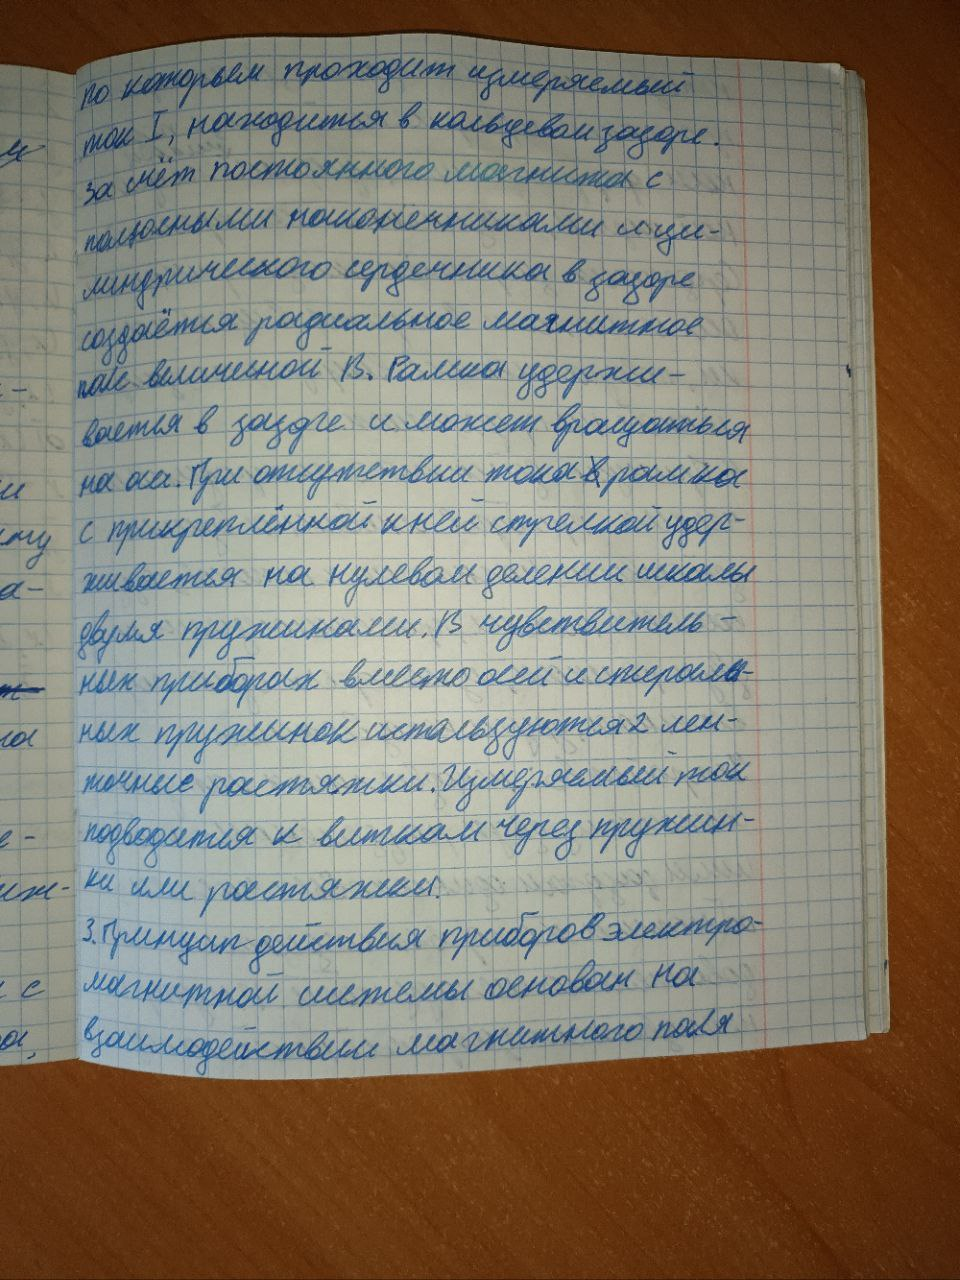 по которым проходит измеряемый
ток I, находится в кольцевом зазоре.
За счёт постоянного магнита с
полюсными наконечниками и ци-
линдрического сердечника в зазоре
создаётся радиальное магнитное
поле величиной В. Рамка удержи-
вается в зазоре и может вращаться
на оси. При отсутствии тока рамка
с прикреплённой к ней стрелкой удер-
живается на нулевом делении шкалы
двумя пружинами. В чувствитель-
ных приборах вместо осей и спираль-
ных пружинок используются 2 лен-
точные растяжки. Измеряемый ток
подводится к виткам через пружин-
ки или растяжки.
3. Принцип действия приборов электро-
магнитной системы основан на
взаимодействии магнитного поля